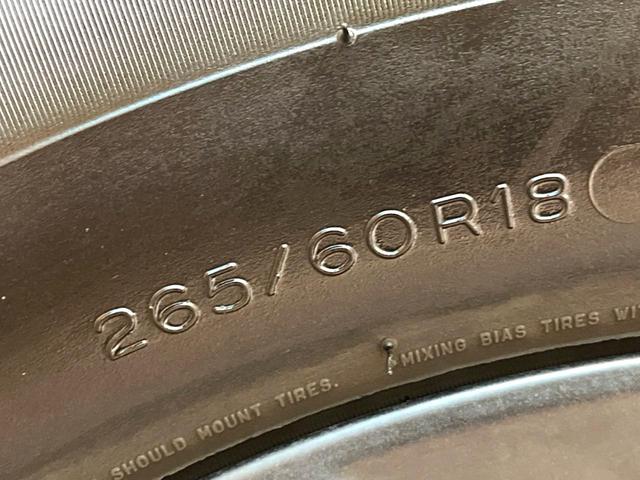 265/60R18
SHOULD MOUNT TIRES.
MIXING BIAS TIRES